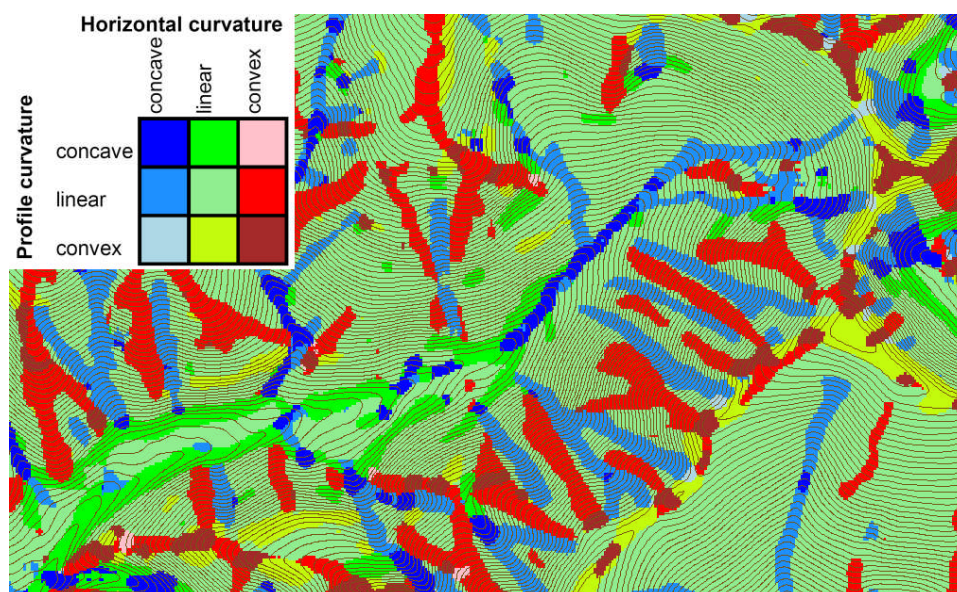 Horizontal curvature
concave
linear
convex
Profile curvature
concave
linear
convex